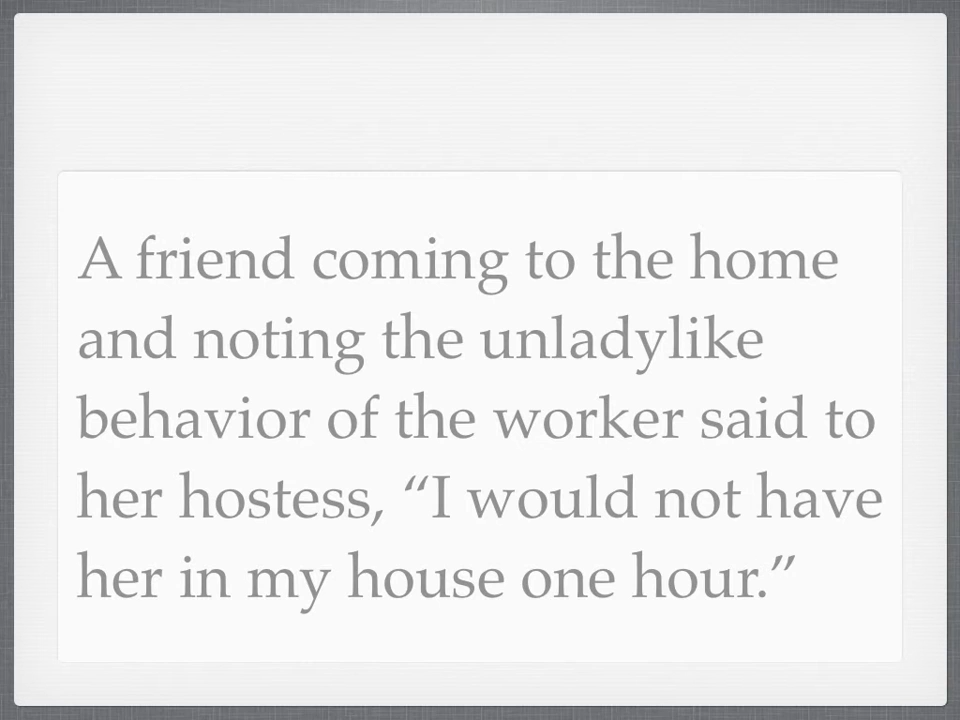 A friend coming to the home
and noting the unladylike
behavior of the worker said to
her hostess, “I would not have
her in my house one hour.”